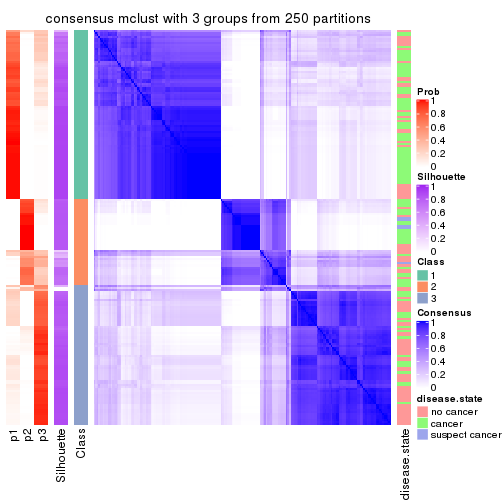 consensus mclust with 3 groups from 250 partitions
Prob
1
0.8
0.6
0.4
0.2
0
Silhouette
1
0.8
0.6
0.4
0.2
0
Class
1
2
3
Consensus
1
0.8
0.6
0.4
0.2
0
disease.state
no cancer
cancer
suspect cancer
p1
p2
p3
Silhouette
Class
disease.state